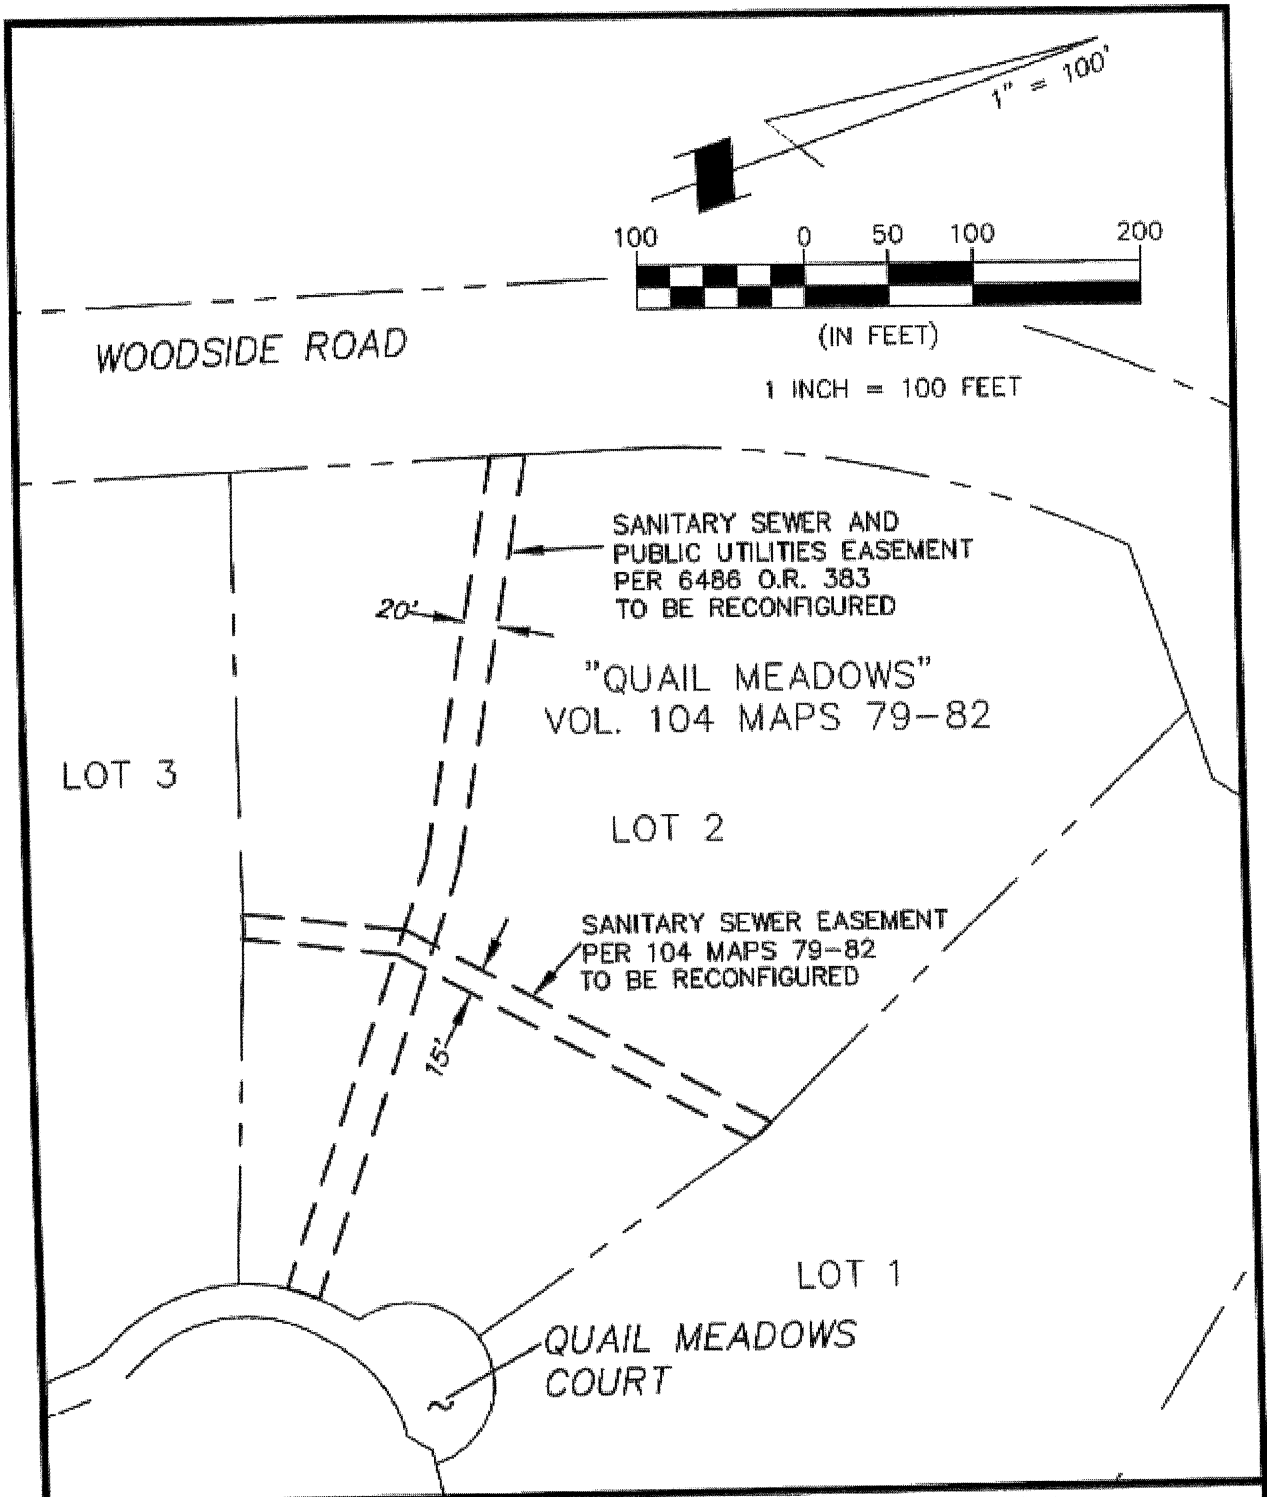 1" = 100'
100 0 50 100 200
(IN FEET)
1 INCH = 100 FEET
WOODSIDE ROAD
SANITARY SEWER AND
PUBLIC UTILITIES EASEMENT
PER 6486 O.R. 383
TO BE RECONFIGURED
20'
"QUAIL MEADOWS"
VOL. 104 MAPS 79-82
LOT 3
LOT 2
SANITARY SEWER EASEMENT
PER 104 MAPS 79-82
TO BE RECONFIGURED
15'
LOT 1
QUAIL MEADOWS
COURT